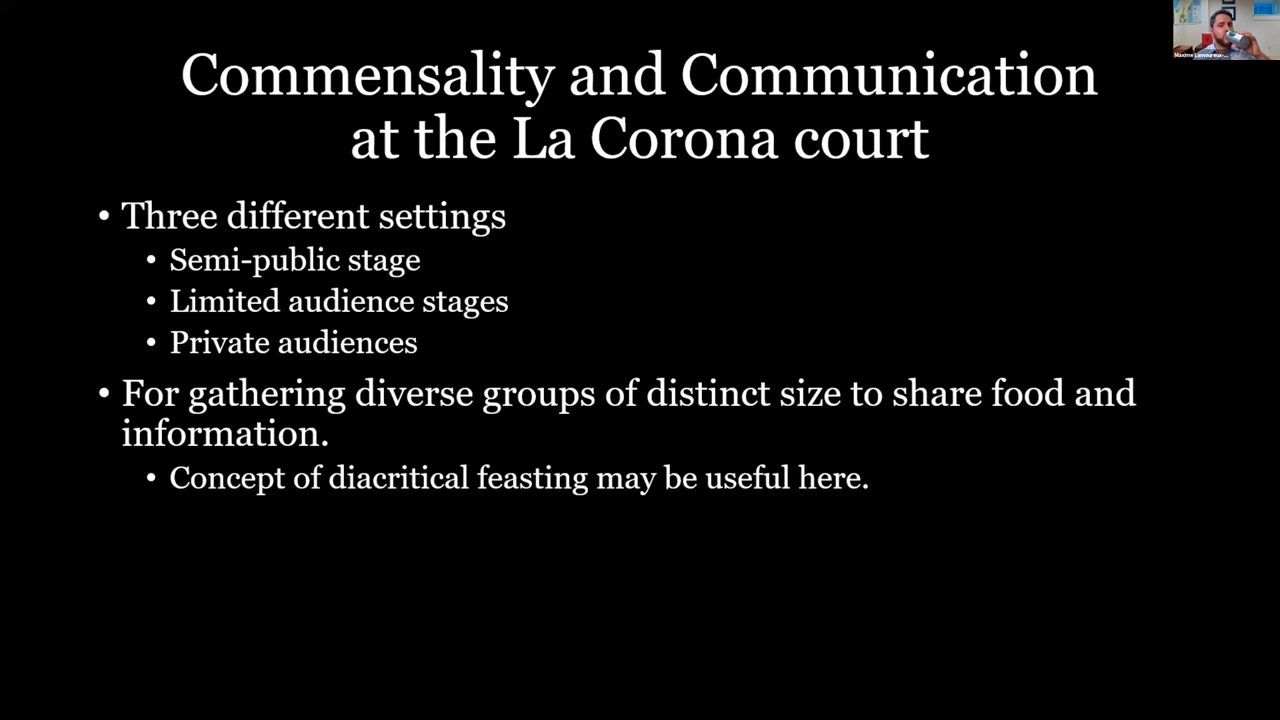 Commensality and Communication
at the La Corona court
• Three different settings
• Semi-public stage
• Limited audience stages
• Private audiences
• For gathering diverse groups of distinct size to share food and
information.
• Concept of diacritical feasting may be useful here.
Maxime Lamoureux-...